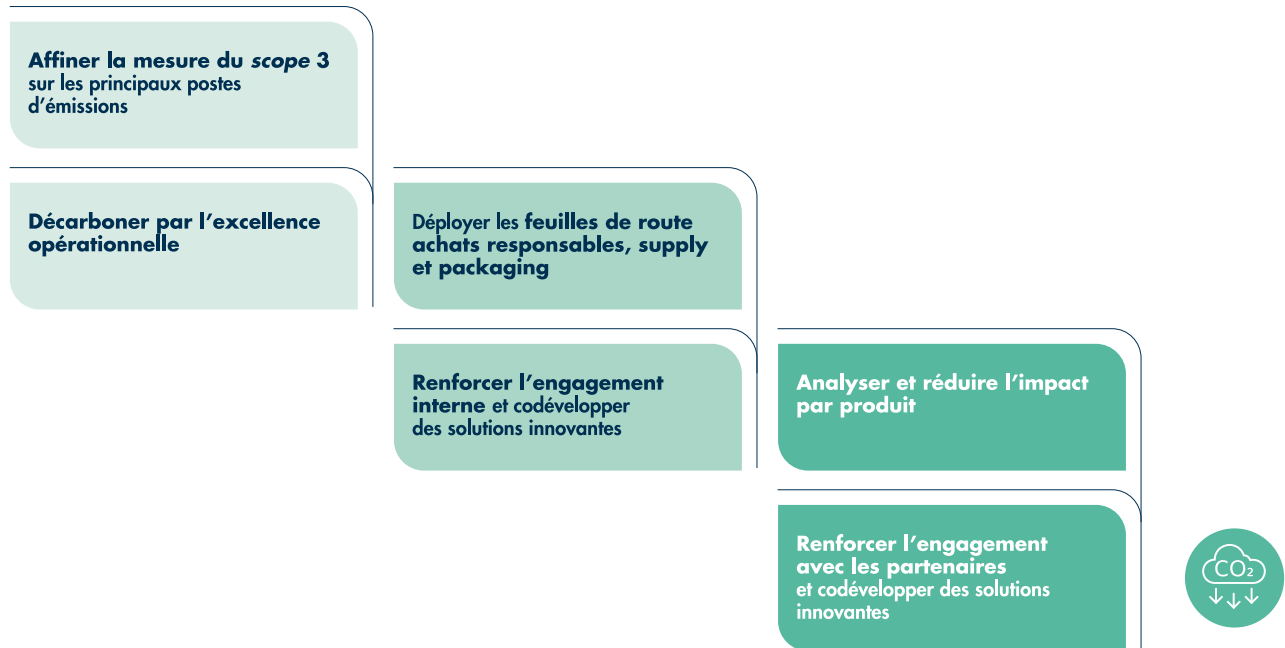 Affiner la mesure du scope 3
sur les principaux postes
d’émissions
Décarboner par l’excellence
opérationnelle
Déployer les feuilles de route
achats responsables, supply
et packaging
Renforcer l’engagement
interne et codévelopper
des solutions innovantes
Analyser et réduire l’impact
par produit
Renforcer l’engagement
avec les partenaires
et codévelopper des solutions
innovantes
CO₂